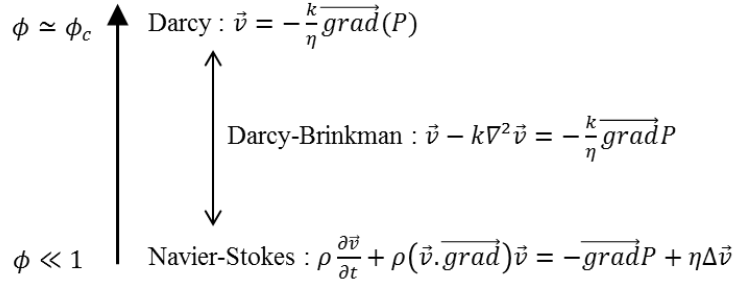 ϕ ≃ ϕ_c Darcy : v⃗ = −k/η grad⃗(P)
Darcy-Brinkman : v⃗ − k∇²v⃗ = −k/η grad⃗P
ϕ ≪ 1 Navier-Stokes : ρ ∂v⃗/∂t + ρ(v⃗.grad⃗)v⃗ = −grad⃗P + ηΔv⃗